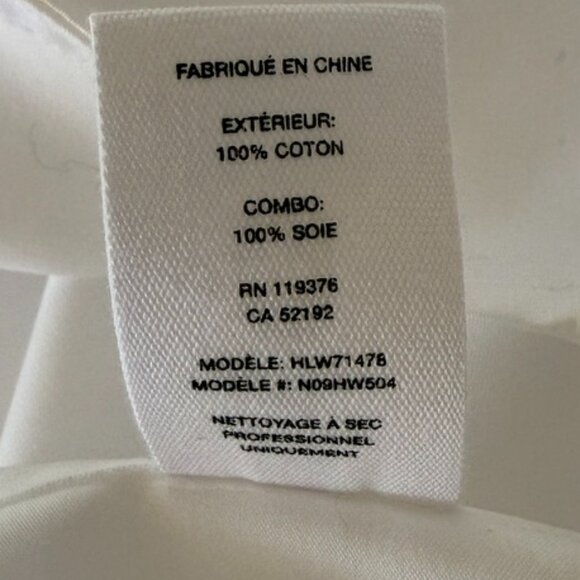 FABRIQUÉ EN CHINE
EXTÉRIEUR:
100% COTON
COMBO:
100% SOIE
RN 119376
CA 52192
MODÈLE: HLW71478
MODÈLE #: N09HW504
NETTOYAGE À SEC
PROFESSIONNEL
UNIQUEMENT